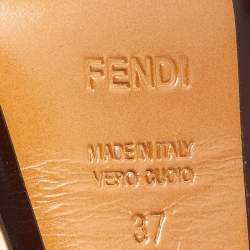 FENDI
MADE IN ITALY
VERO CUOIO
37